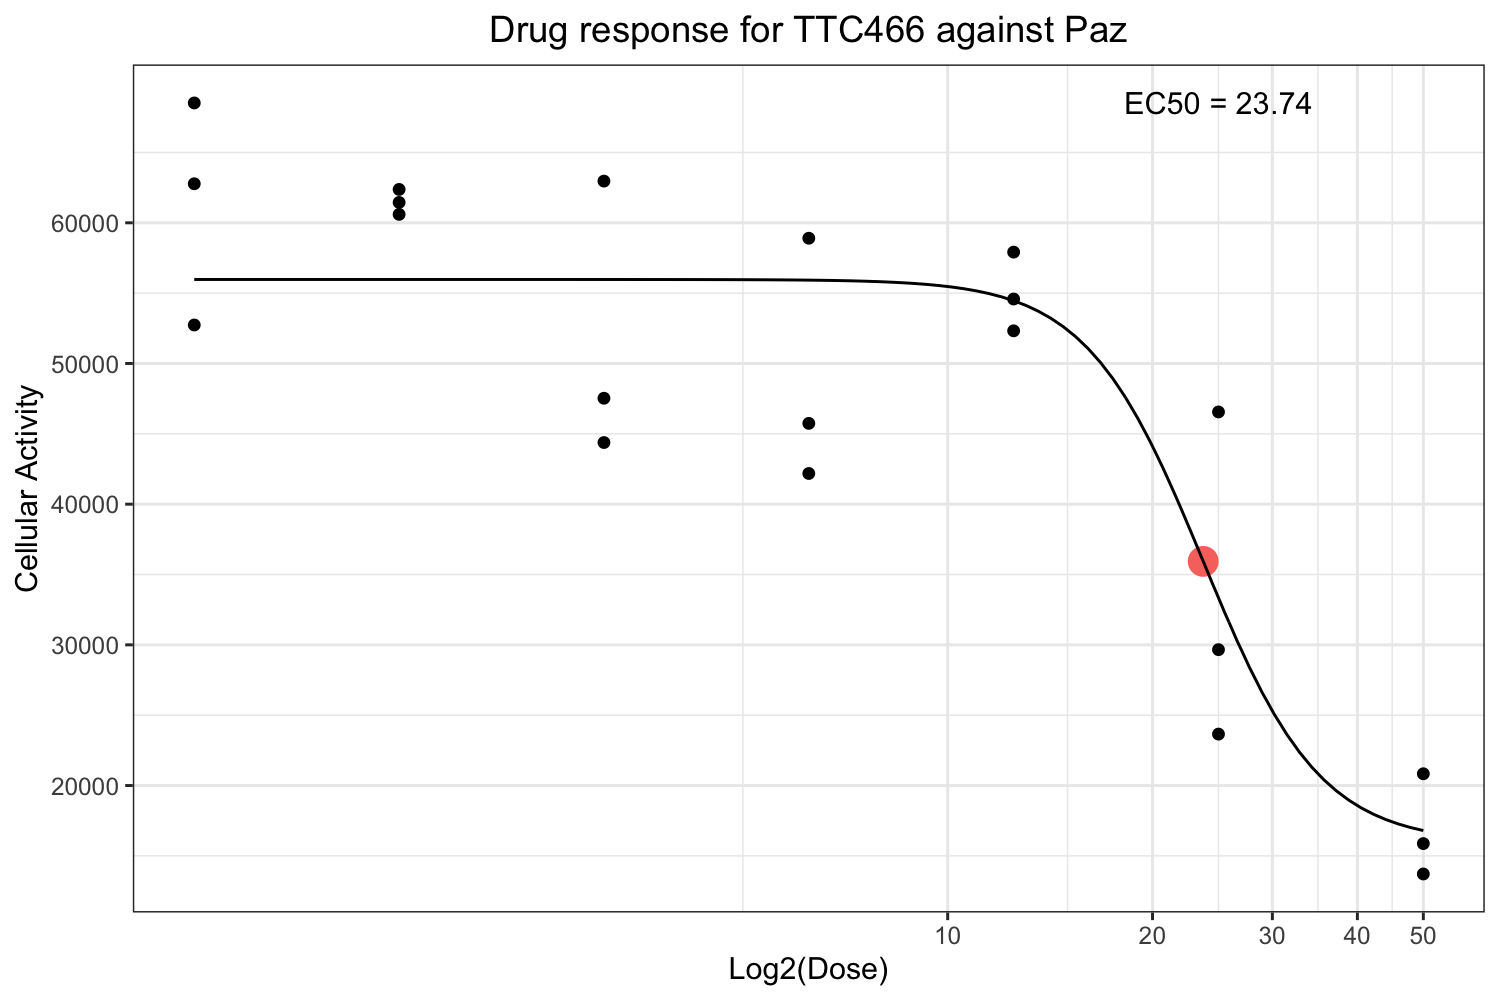 Drug response for TTC466 against Paz
EC50 = 23.74
60000
50000
40000
30000
20000
Cellular Activity
10 20 30 40 50
Log2(Dose)